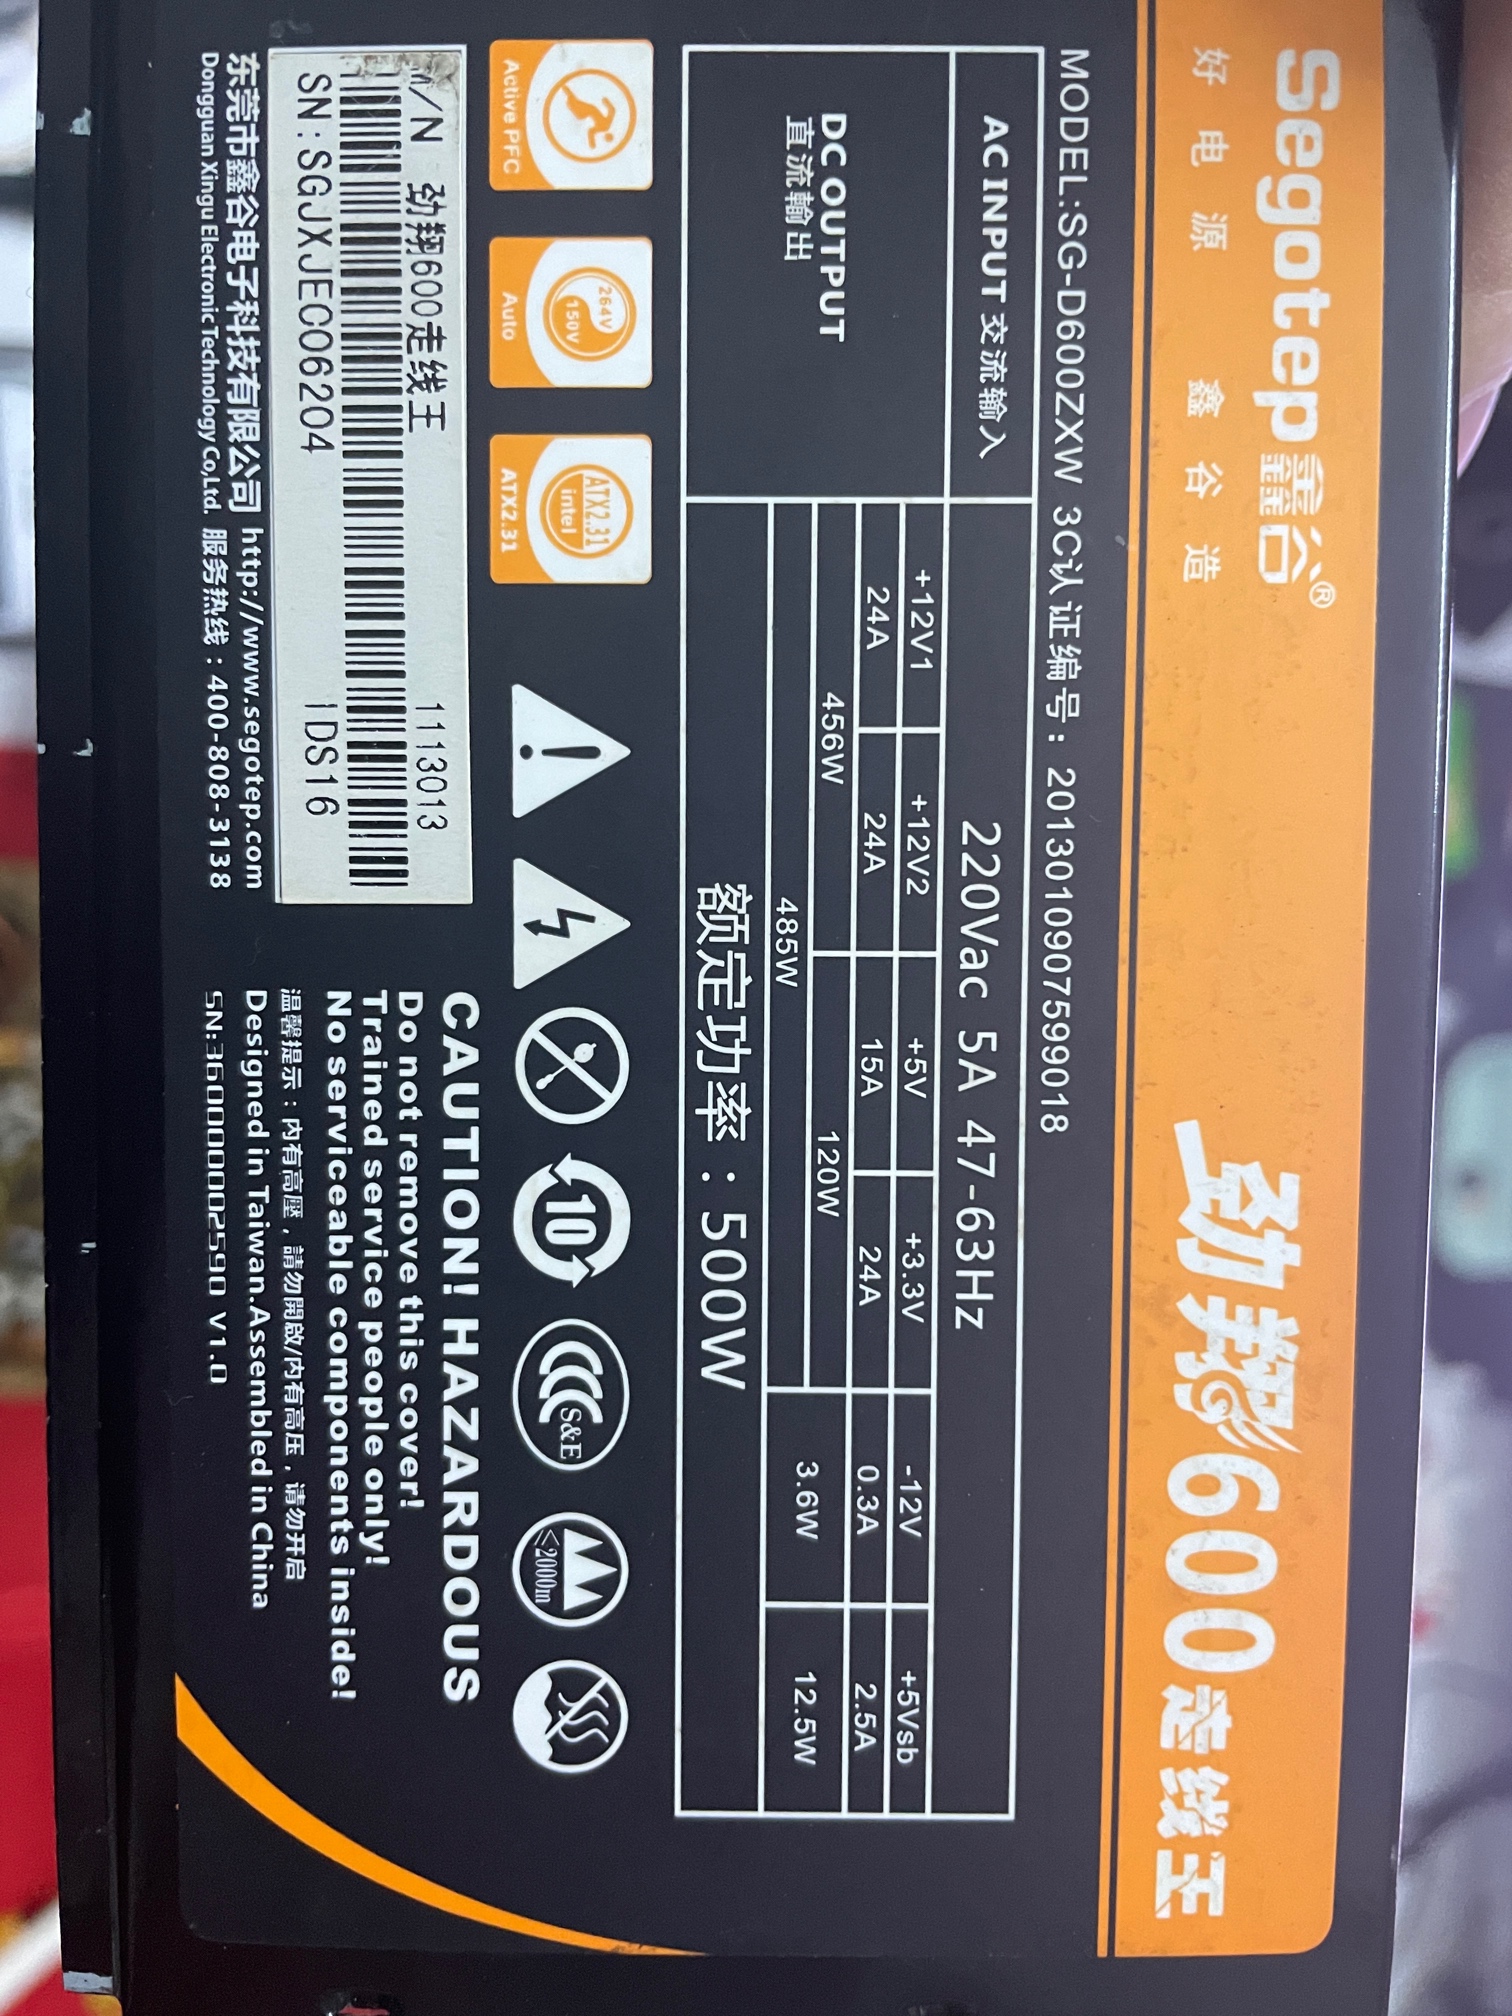 Segotep鑫谷®
好电源 鑫谷造
劲翔600走线王
MODEL:SG-D600ZXW 3C认证编号：2013010907599018
AC INPUT 交流输入
220Vac 5A 47-63Hz
DC OUTPUT
直流輸出
+12V1 +12V2 +5V +3.3V -12V +5Vsb
24A 24A 15A 24A 0.3A 2.5A
456W 120W 3.6W 12.5W
485W
额定功率：500W
Active PFC
264V
150V
Auto
ATX2.31
intel
ATX2.31
10
S&E
≤2000m
M/N 劲翔600走线王 1113013
SN:SGJXJEC06204 IDS16
东莞市鑫谷电子科技有限公司 http://www.segotep.com
Dongguan Xingu Electronic Technology Co,Ltd. 服务热线：400-808-3138
CAUTION! HAZARDOUS
Do not remove this cover!
Trained service people only!
No serviceable components inside!
温馨提示：内有高壓，請勿開啟/内有高压，请勿开启
Designed in Taiwan.Assembled in China
SN:3600002590 V1.0